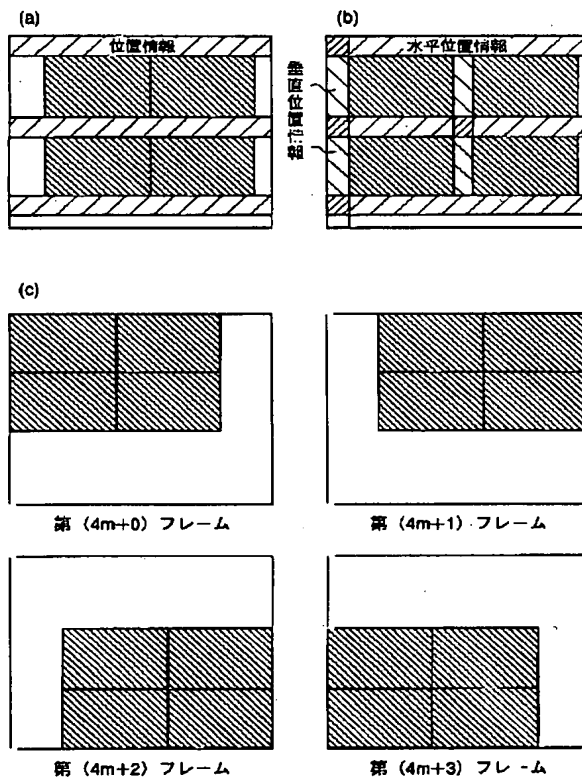 (a)
位置情報
(b)
水平位置情報
垂直位置情報
(c)
第 (4m+0) フレーム
第 (4m+1) フレーム
第 (4m+2) フレーム
第 (4m+3) フレーム